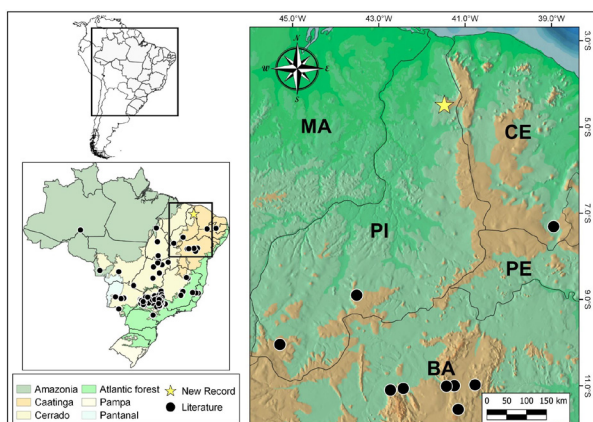 45.0°W 42.0°W 41.0°W 39.0°W
3.0°S
5.0°S
7.0°S
9.0°S
11.0°S
N
W
E
S
MA
CE
PI
PE
BA
0 50 100 150 km
Amazonia
Caatinga
Cerrado
Atlantic forest
Pampa
Pantanal
New Record
Literature